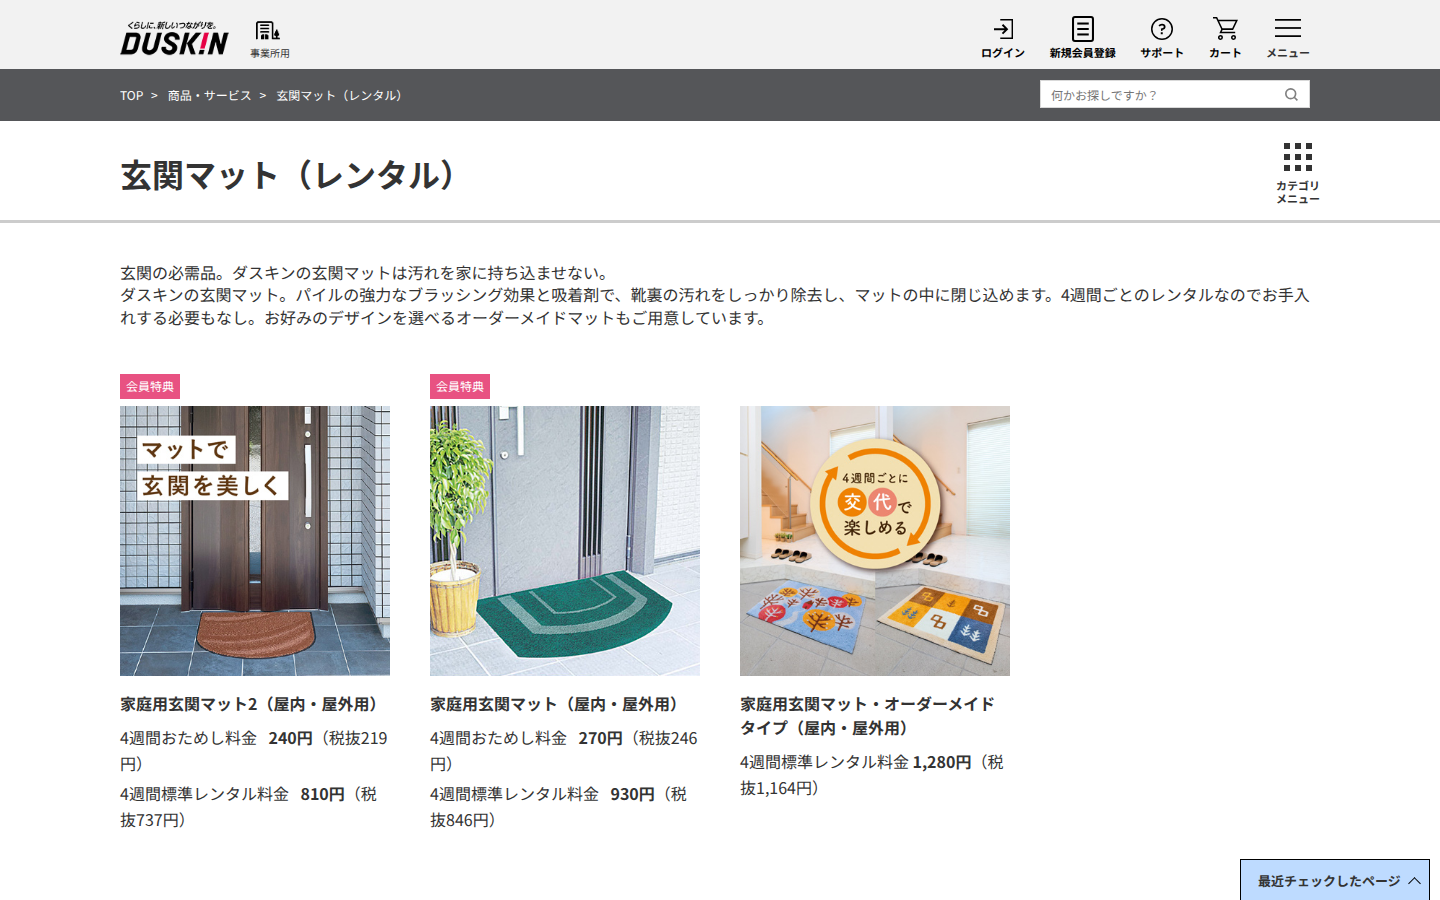 くらしに、新しいつながりを。
DUSKIN
事業所用
ログイン
新規会員登録
サポート
カート
メニュー
TOP > 商品・サービス > 玄関マット（レンタル）
何かお探しですか？
玄関マット（レンタル）
カテゴリ
メニュー
玄関の必需品。ダスキンの玄関マットは汚れを家に持ち込ませない。
ダスキンの玄関マット。パイルの強力なブラッシング効果と吸着剤で、靴裏の汚れをしっかり除去し、マットの中に閉じ込めます。4週間ごとのレンタルなのでお手入
れする必要もなし。お好みのデザインを選べるオーダーメイドマットもご用意しています。
会員特典
マットで
玄関を美しく
家庭用玄関マット2（屋内・屋外用）
4週間おためし料金 240円（税抜219
円）
4週間標準レンタル料金 810円（税
抜737円）
会員特典
家庭用玄関マット（屋内・屋外用）
4週間おためし料金 270円（税抜246
円）
4週間標準レンタル料金 930円（税
抜846円）
4週間ごとに
交代で
楽しめる
家庭用玄関マット・オーダーメイド
タイプ（屋内・屋外用）
4週間標準レンタル料金 1,280円（税
抜1,164円）
最近チェックしたページ